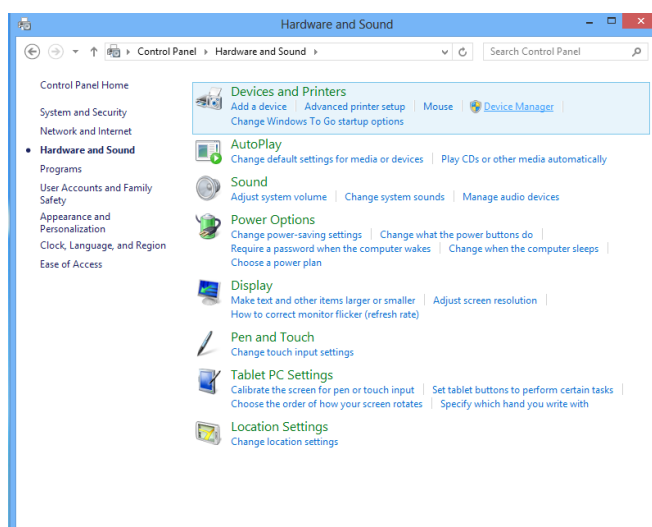 Hardware and Sound
Control Panel Hardware and Sound
Search Control Panel
Control Panel Home
System and Security
Network and Internet
Hardware and Sound
Programs
User Accounts and Family
Safety
Appearance and
Personalization
Clock, Language, and Region
Ease of Access
Devices and Printers
Add a device Advanced printer setup Mouse Device Manager
Change Windows To Go startup options
AutoPlay
Change default settings for media or devices Play CDs or other media automatically
Sound
Adjust system volume Change system sounds Manage audio devices
Power Options
Change power-saving settings Change what the power buttons do
Require a password when the computer wakes Change when the computer sleeps
Choose a power plan
Display
Make text and other items larger or smaller Adjust screen resolution
How to correct monitor flicker (refresh rate)
Pen and Touch
Change touch input settings
Tablet PC Settings
Calibrate the screen for pen or touch input Set tablet buttons to perform certain tasks
Choose the order of how your screen rotates Specify which hand you write with
Location Settings
Change location settings